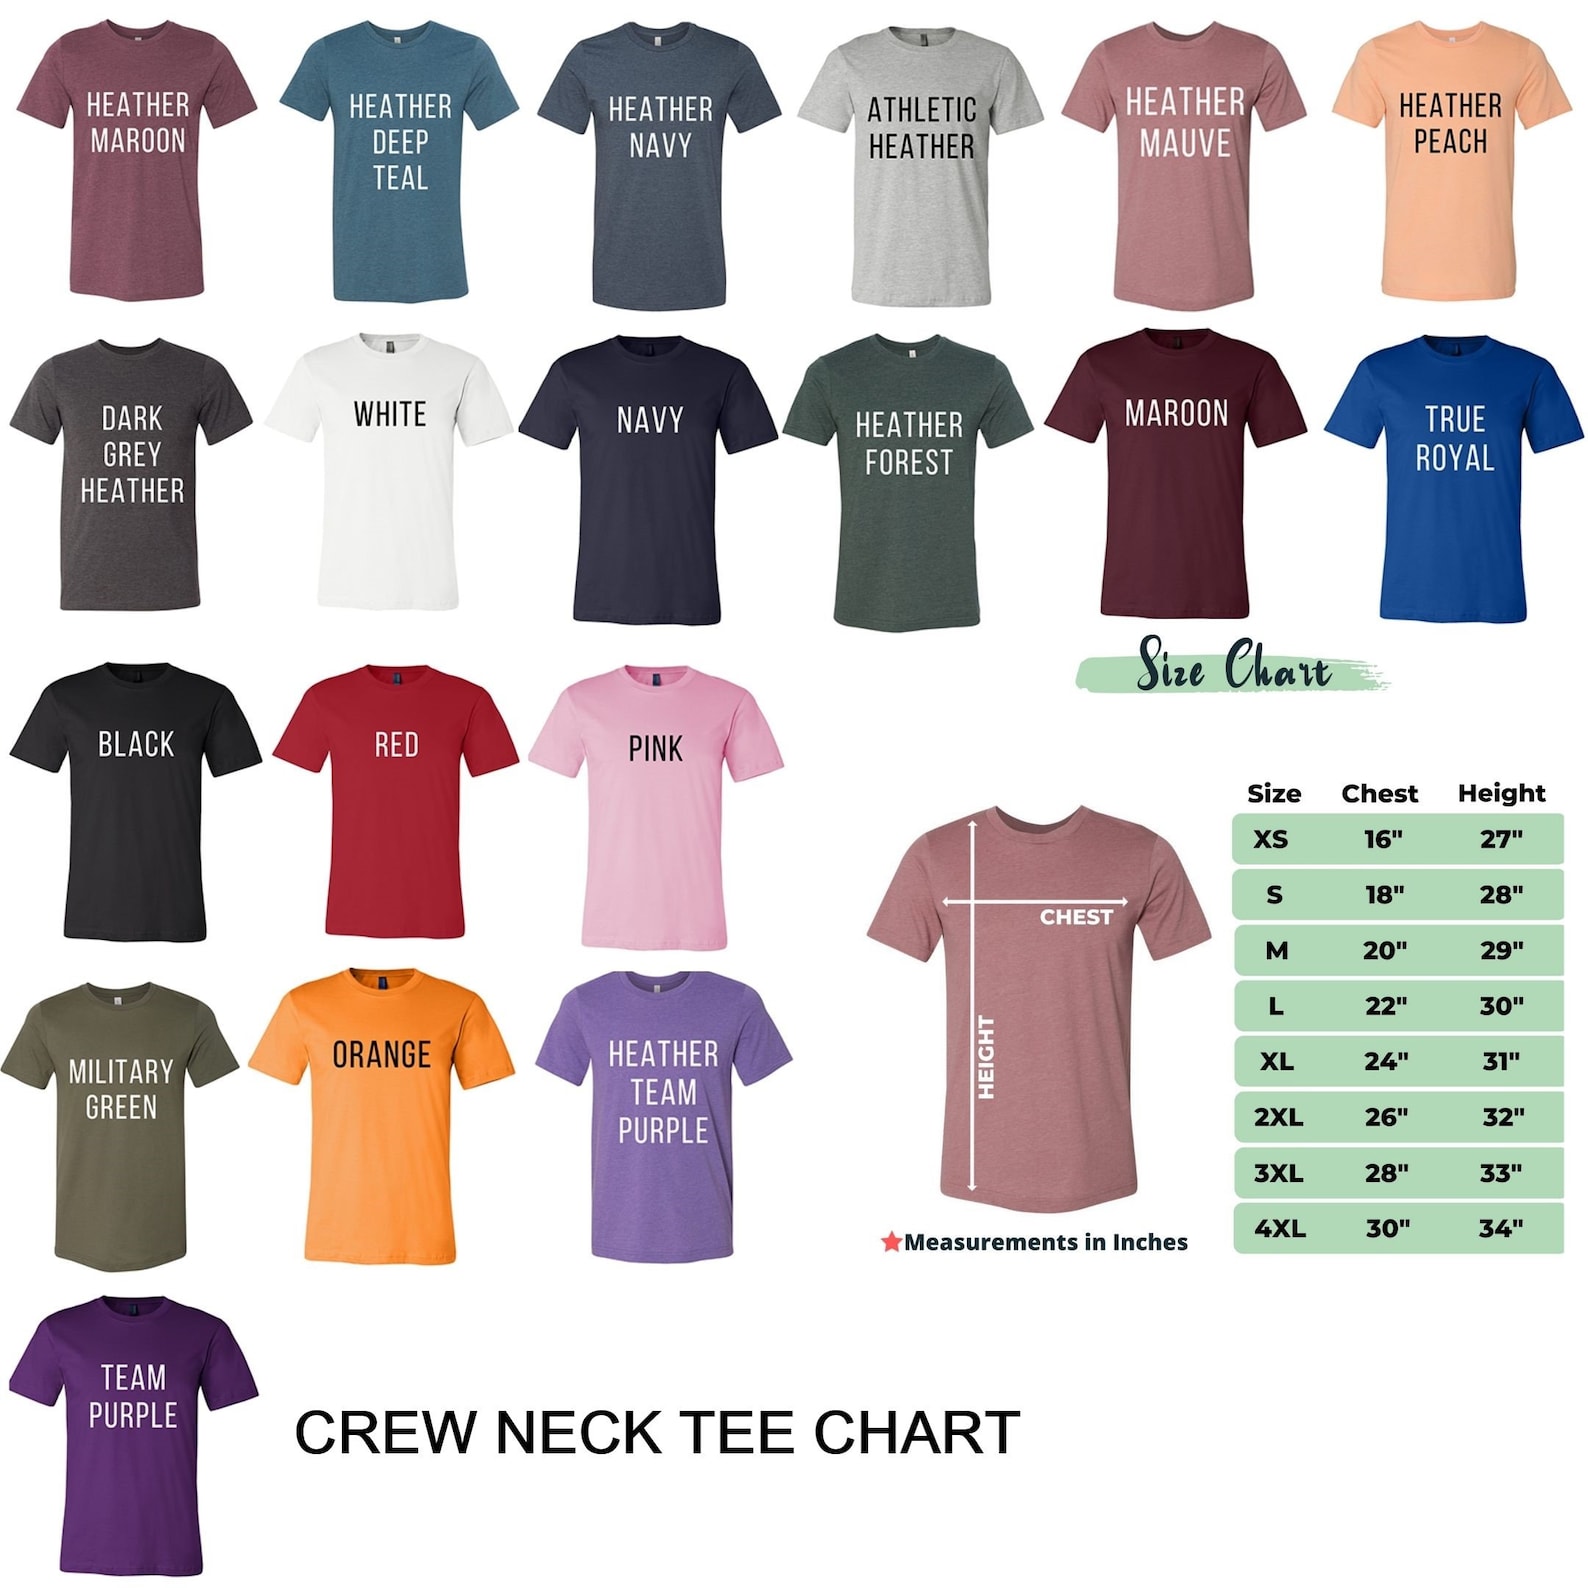 HEATHER
MAROON
HEATHER
DEEP
TEAL
HEATHER
NAVY
ATHLETIC
HEATHER
HEATHER
MAUVE
HEATHER
PEACH
DARK
GREY
HEATHER
WHITE
NAVY
HEATHER
FOREST
MAROON
TRUE
ROYAL
BLACK
RED
PINK
MILITARY
GREEN
ORANGE
HEATHER
TEAM
PURPLE
TEAM
PURPLE
Size Chart
CHEST
HEIGHT
Measurements in Inches
Size Chest Height
XS 16" 27"
S 18" 28"
M 20" 29"
L 22" 30"
XL 24" 31"
2XL 26" 32"
3XL 28" 33"
4XL 30" 34"
CREW NECK TEE CHART